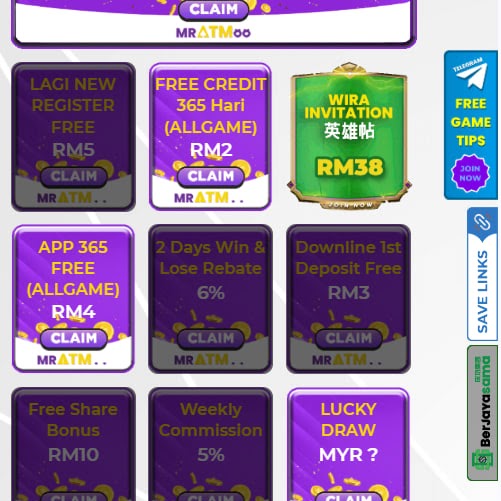 CLAIM
MRATMoo
LAGI NEW
REGISTER
FREE
RM5
CLAIM
MRATM..
FREE CREDIT
365 Hari
(ALLGAME)
RM2
CLAIM
MRATM..
WIRA
INVITATION
英雄帖
RM38
JOIN NOW
TELEGRAM
FREE
GAME
TIPS
JOIN
NOW
APP 365
FREE
(ALLGAME)
RM4
CLAIM
MRATM..
2 Days Win &
Lose Rebate
6%
CLAIM
MRATM..
Downline 1st
Deposit Free
RM3
CLAIM
MRATM..
SAVE LINKS
BerJayasama
Free Share
Bonus
RM10
CLAIM
Weekly
Commission
5%
CLAIM
LUCKY
DRAW
MYR ?
CLAIM